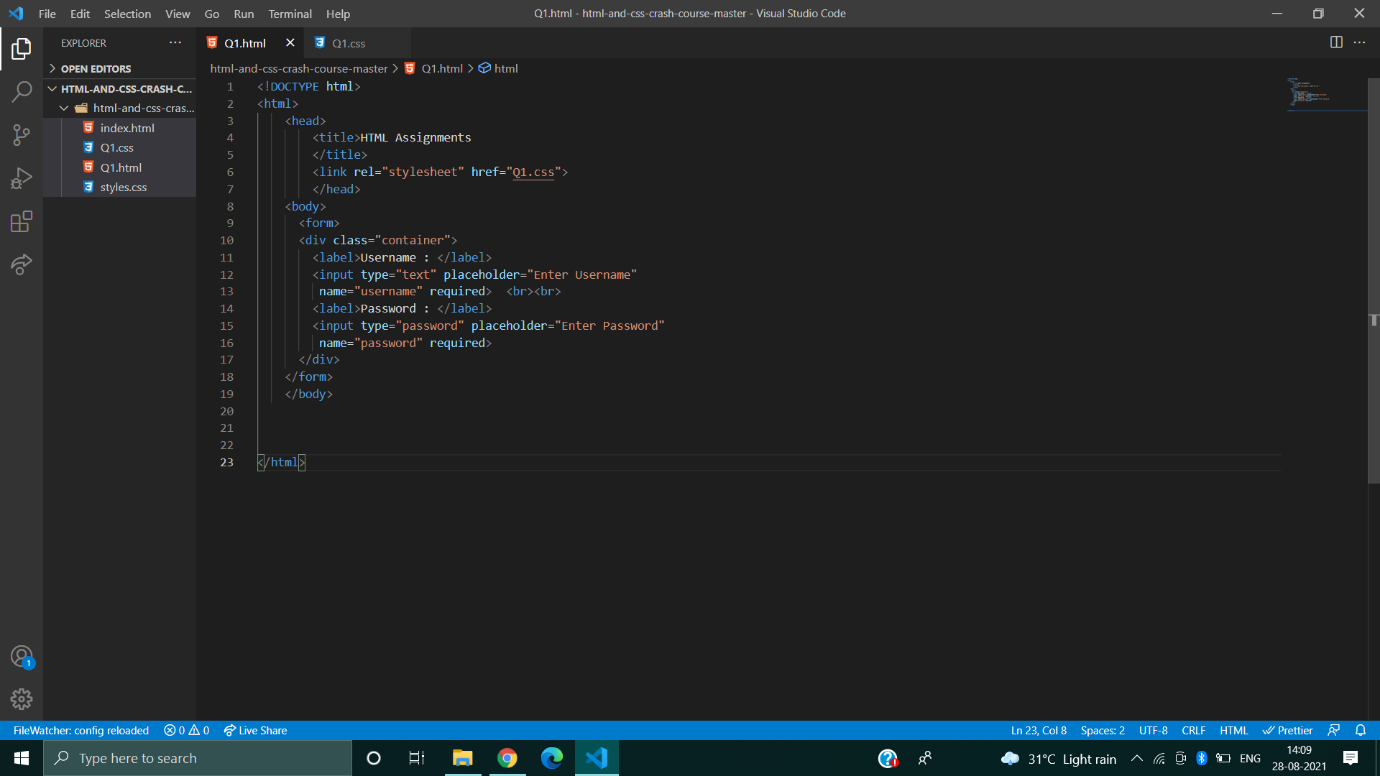 File Edit Selection View Go Run Terminal Help
Q1.html - html-and-css-crash-course-master - Visual Studio Code
EXPLORER
OPEN EDITORS
HTML-AND-CSS-CRASH-C...
html-and-css-cras...
index.html
Q1.css
Q1.html
styles.css
Q1.html Q1.css
html-and-css-crash-course-master > Q1.html > html
1 <!DOCTYPE html>
2 <html>
3 <head>
4 <title>HTML Assignments
5 </title>
6 <link rel="stylesheet" href="Q1.css">
7 </head>
8 <body>
9 <form>
10 <div class="container">
11 <label>Username : </label>
12 <input type="text" placeholder="Enter Username"
13 name="username" required> <br><br>
14 <label>Password : </label>
15 <input type="password" placeholder="Enter Password"
16 name="password" required>
17 </div>
18 </form>
19 </body>
20
21
22
23 </html>
1
FileWatcher: config reloaded 0 0 Live Share
Ln 23, Col 8 Spaces: 2 UTF-8 CRLF HTML Prettier
Type here to search
31°C Light rain ENG
14:09
28-08-2021